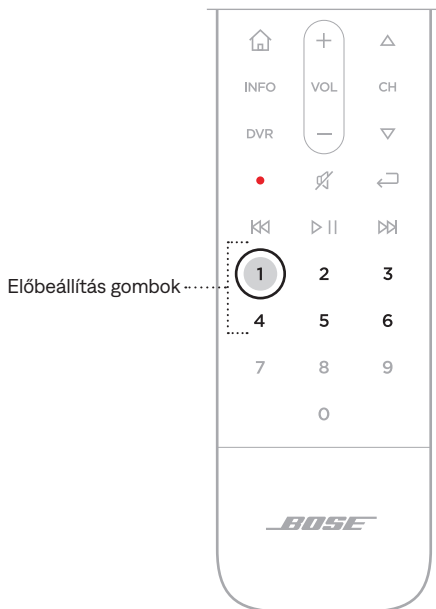 +
INFO VOL CH
DVR −
Előbeállítás gombok
1 2 3
4 5 6
7 8 9
0
BOSE